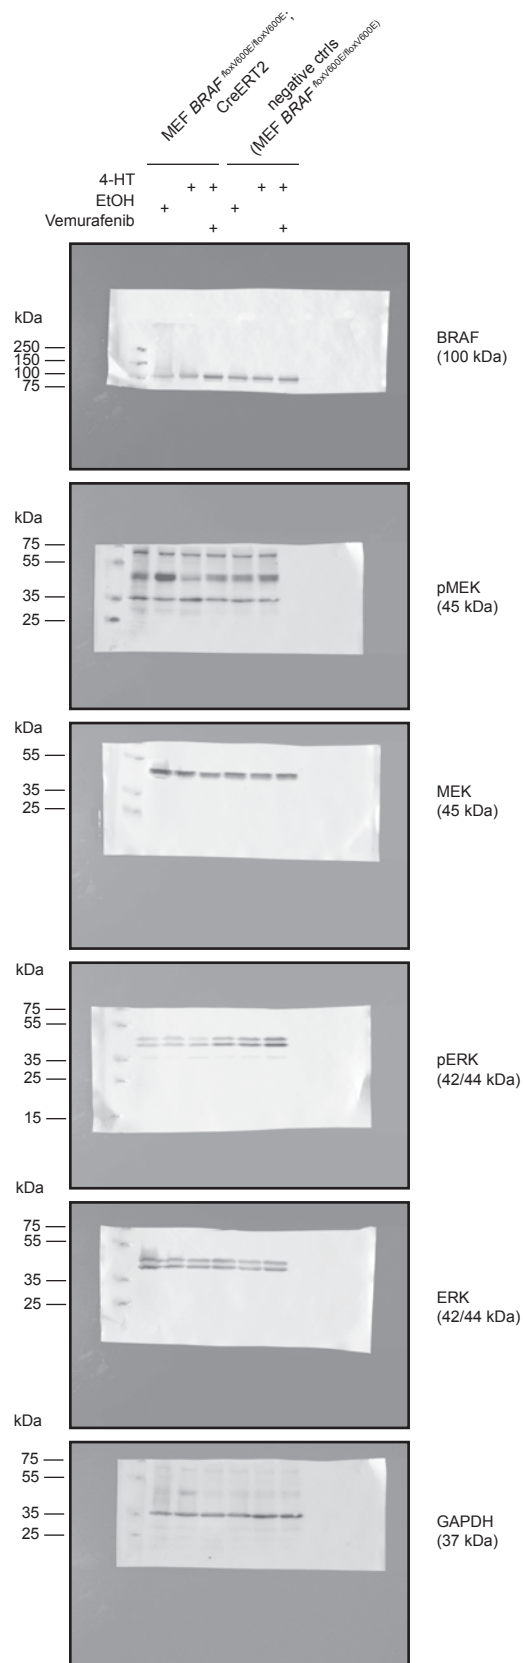 MEF BRAF floxV600E/floxV600E;
CreERT2
negative ctrls
(MEF BRAF floxV600E/floxV600E)
4-HT + + + +
EtOH + +
Vemurafenib + +
kDa
250
150
100
75
BRAF
(100 kDa)
kDa
75
55
35
25
pMEK
(45 kDa)
kDa
55
35
25
MEK
(45 kDa)
kDa
75
55
35
25
15
pERK
(42/44 kDa)
kDa
75
55
35
25
ERK
(42/44 kDa)
kDa
75
55
35
25
GAPDH
(37 kDa)